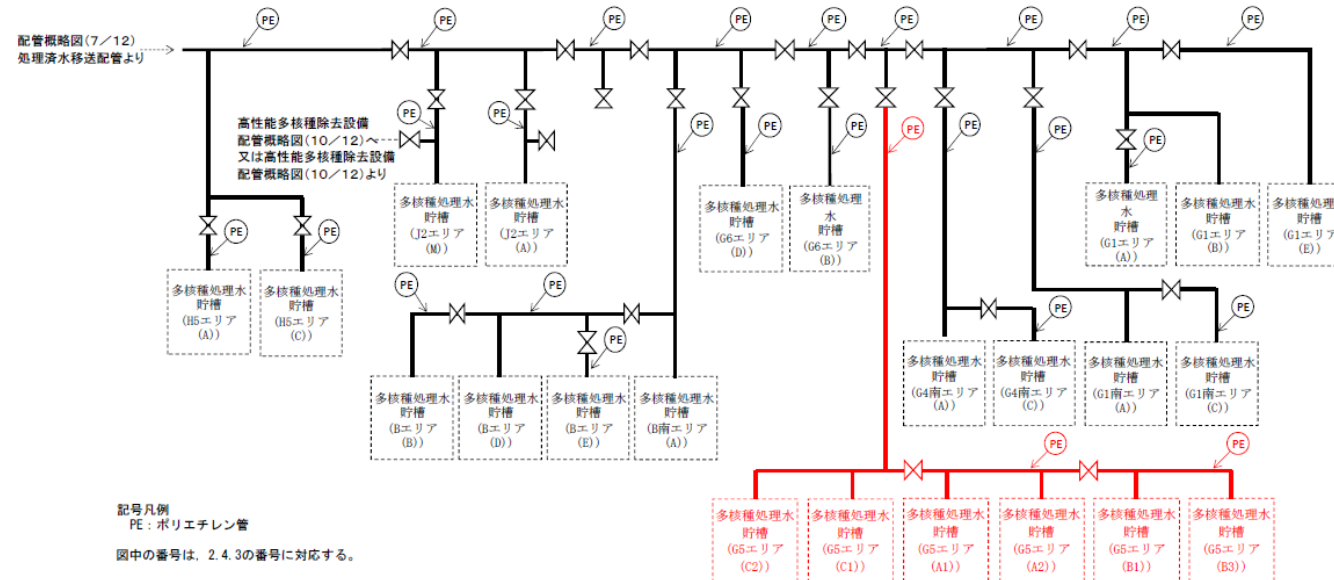 PE
PE
PE
PE
PE
PE
PE
PE
配管概略図(7/12)
処理済水移送配管より
PE
PE
高性能多核種除去設備
配管概略図(10/12)へ
又は高性能多核種除去設備
配管概略図(10/12)より
PE
PE
PE
PE
PE
PE
PE
多核種処理水
貯槽
(J2エリア
(M))
多核種処理水
貯槽
(J2エリア
(A))
多核種処理水
貯槽
(G6エリア
(D))
多核種処理水
貯槽
(G6エリア
(B))
多核種処理
水
貯槽
(G1エリア
(A))
多核種処理水
貯槽
(G1エリア
(B))
多核種処理水
貯槽
(G1エリア
(E))
PE
PE
多核種処理水
貯槽
(H5エリア
(A))
多核種処理水
貯槽
(H5エリア
(C))
PE
PE
PE
PE
PE
PE
多核種処理水
貯槽
(Bエリア
(B))
多核種処理水
貯槽
(Bエリア
(D))
多核種処理水
貯槽
(Bエリア
(E))
多核種処理水
貯槽
(B南エリア
(A))
多核種処理水
貯槽
(G4南エリア
(A))
多核種処理水
貯槽
(G4南エリア
(C))
多核種処理水
貯槽
(G1南エリア
(A))
多核種処理水
貯槽
(G1南エリア
(C))
PE
PE
多核種処理水
貯槽
(G5エリア
(C2))
多核種処理水
貯槽
(G5エリア
(C1))
多核種処理水
貯槽
(G5エリア
(A1))
多核種処理水
貯槽
(G5エリア
(A2))
多核種処理水
貯槽
(G5エリア
(B1))
多核種処理水
貯槽
(G5エリア
(B3))
記号凡例
PE:ポリエチレン管
図中の番号は、2.4.3の番号に対応する。